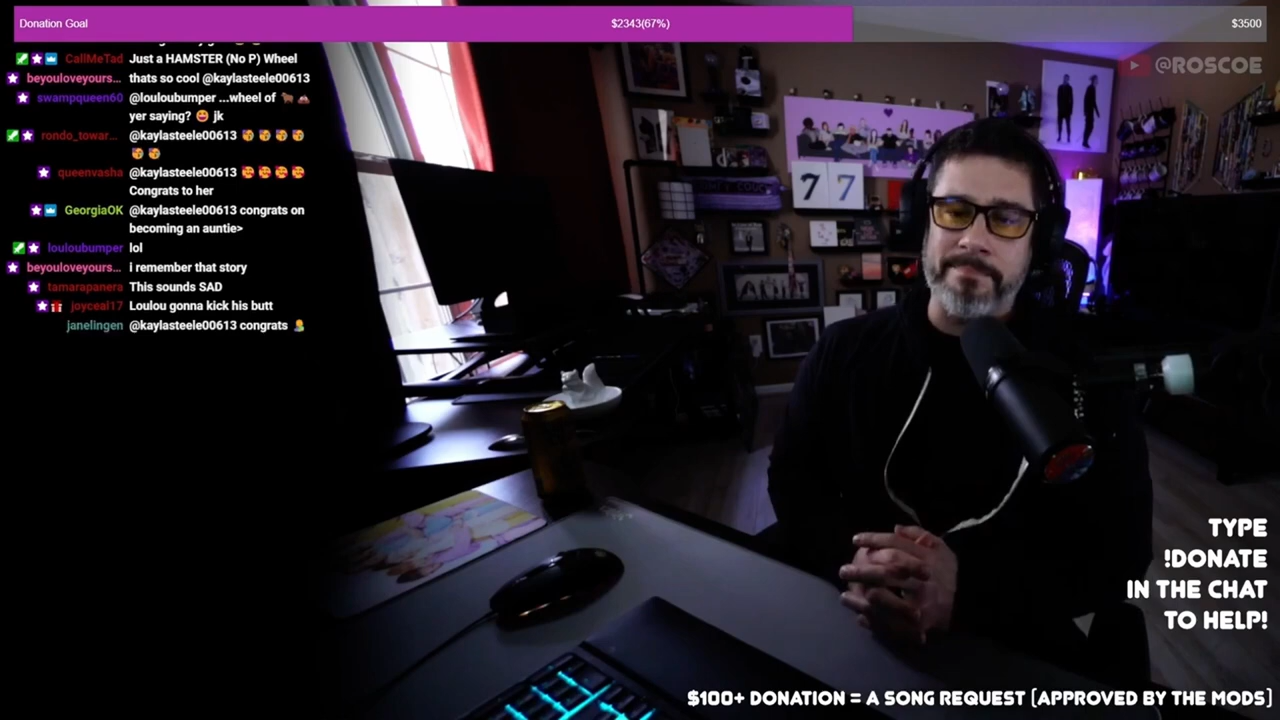 Donation Goal $2343(67%) $3500
@ROSCOE
CallMeTad Just a HAMSTER (No P) Wheel
beyouloveyours... thats so cool @kaylasteele00613
swampqueen60 @louloubumper ...wheel of 🐂 💩
yer saying? 😄 jk
rondo_towar... @kaylasteele00613 🥳 🥳 🥳 🥳
🥳 🥳
queenvasha @kaylasteele00613 🥰 🥰 🥰 🥰
Congrats to her
GeorgiaOK @kaylasteele00613 congrats on
becoming an auntie>
louloubumper lol
beyouloveyours... i remember that story
tamarapanera This sounds SAD
joyceal17 Loulou gonna kick his butt
janelingen @kaylasteele00613 congrats 🤱
77
TYPE
!DONATE
IN THE CHAT
TO HELP!
$100+ DONATION = A SONG REQUEST (APPROVED BY THE MODS)